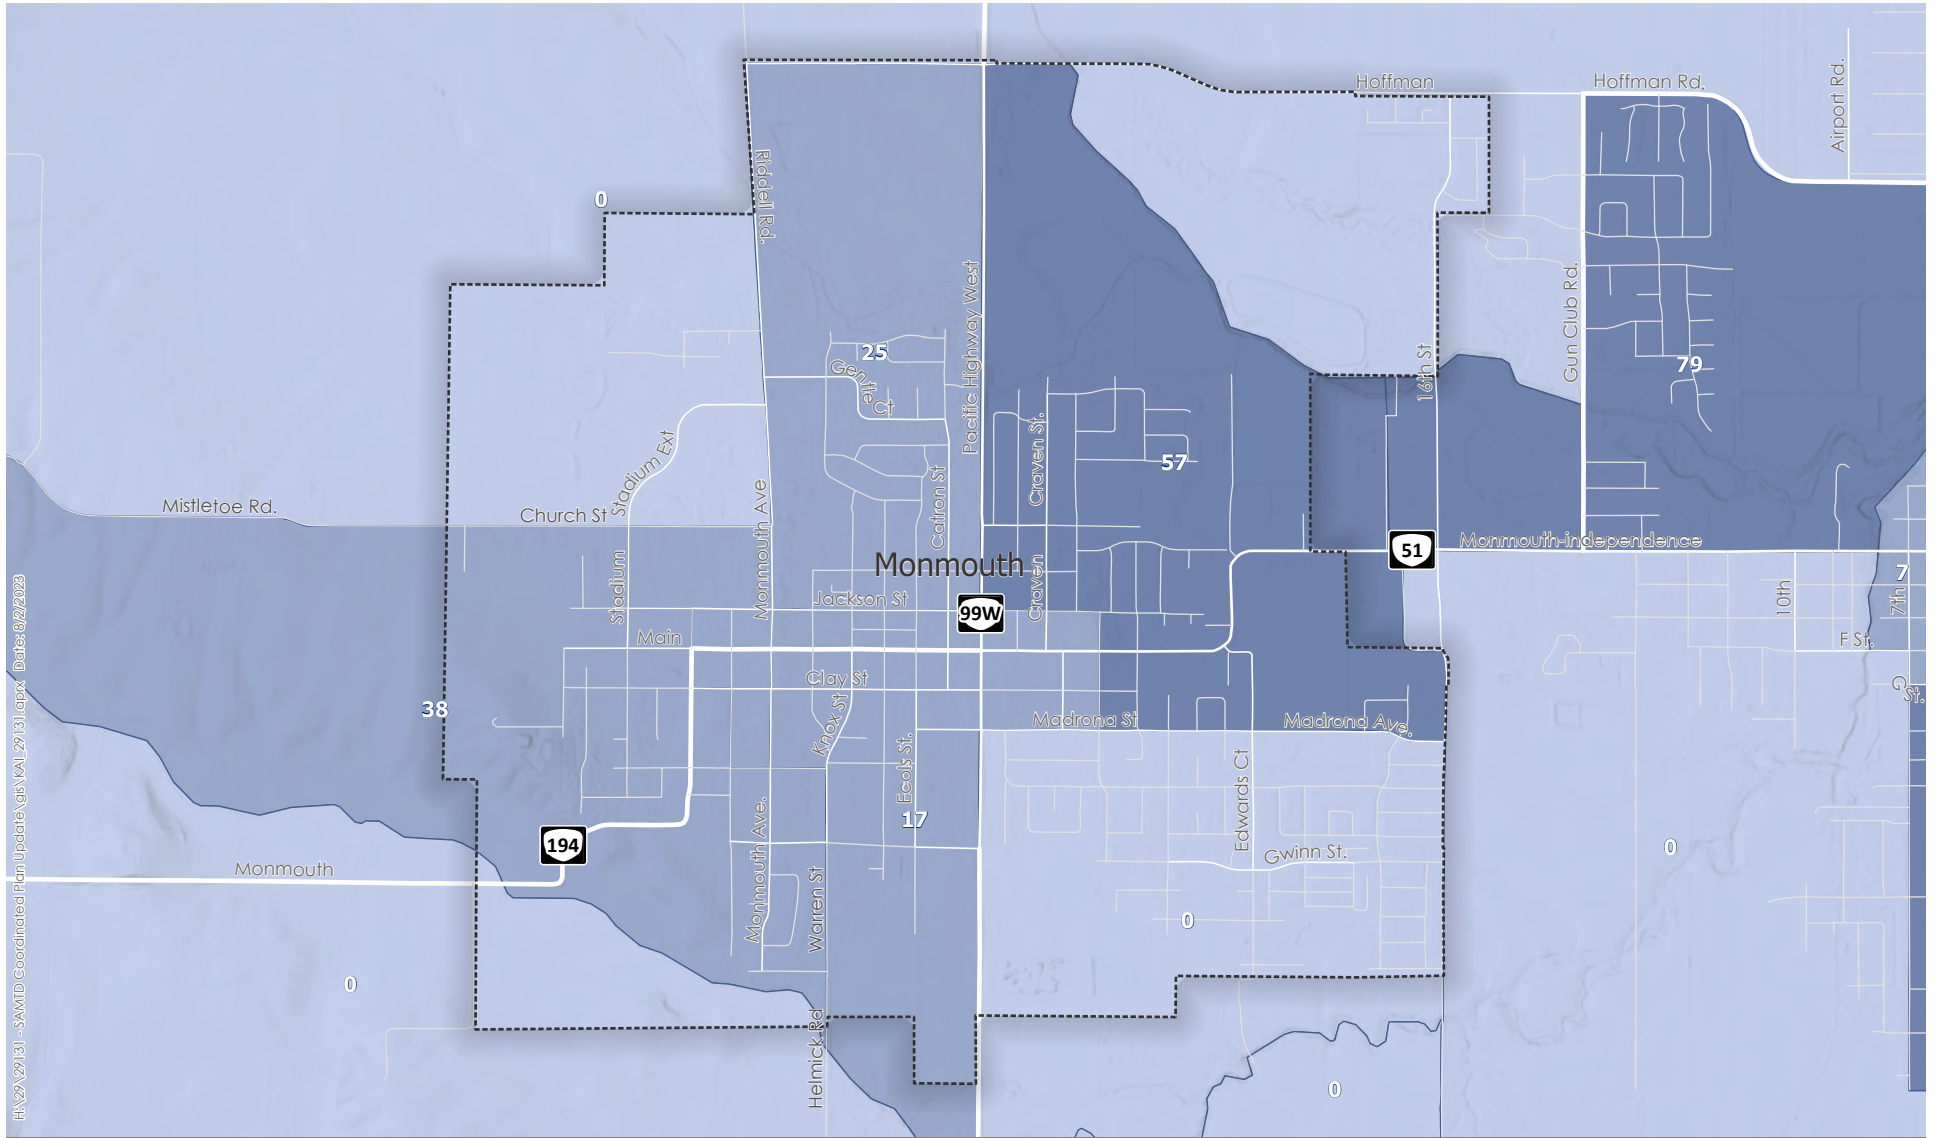 Hoffman
Hoffman Rd.
Airport Rd.
Riddell Rd.
0
Pacific Highway West
Gun Club Rd.
25
Gentle
Ct
16th St
79
Stadium Ext
Craven St.
57
Catron St
Mistletoe Rd.
Church St
Monmouth Ave
Monmouth-independence
51
Monmouth
7
Stadium
Craven
10th
7th
Jackson St
99W
Main
F St.
Clay St
G St.
38
Knox St
Madrona St
Madrona Ave.
Ecols St.
Edwards Ct
17
194
0
Gwinn St.
Monmouth
Monmouth Ave.
Warren St
0
0
Helmick Rd
0
H:\29\29131 - SAMTD Coordinated Plan Update\gis\KAI_29131.aprx Date: 8/2/2023